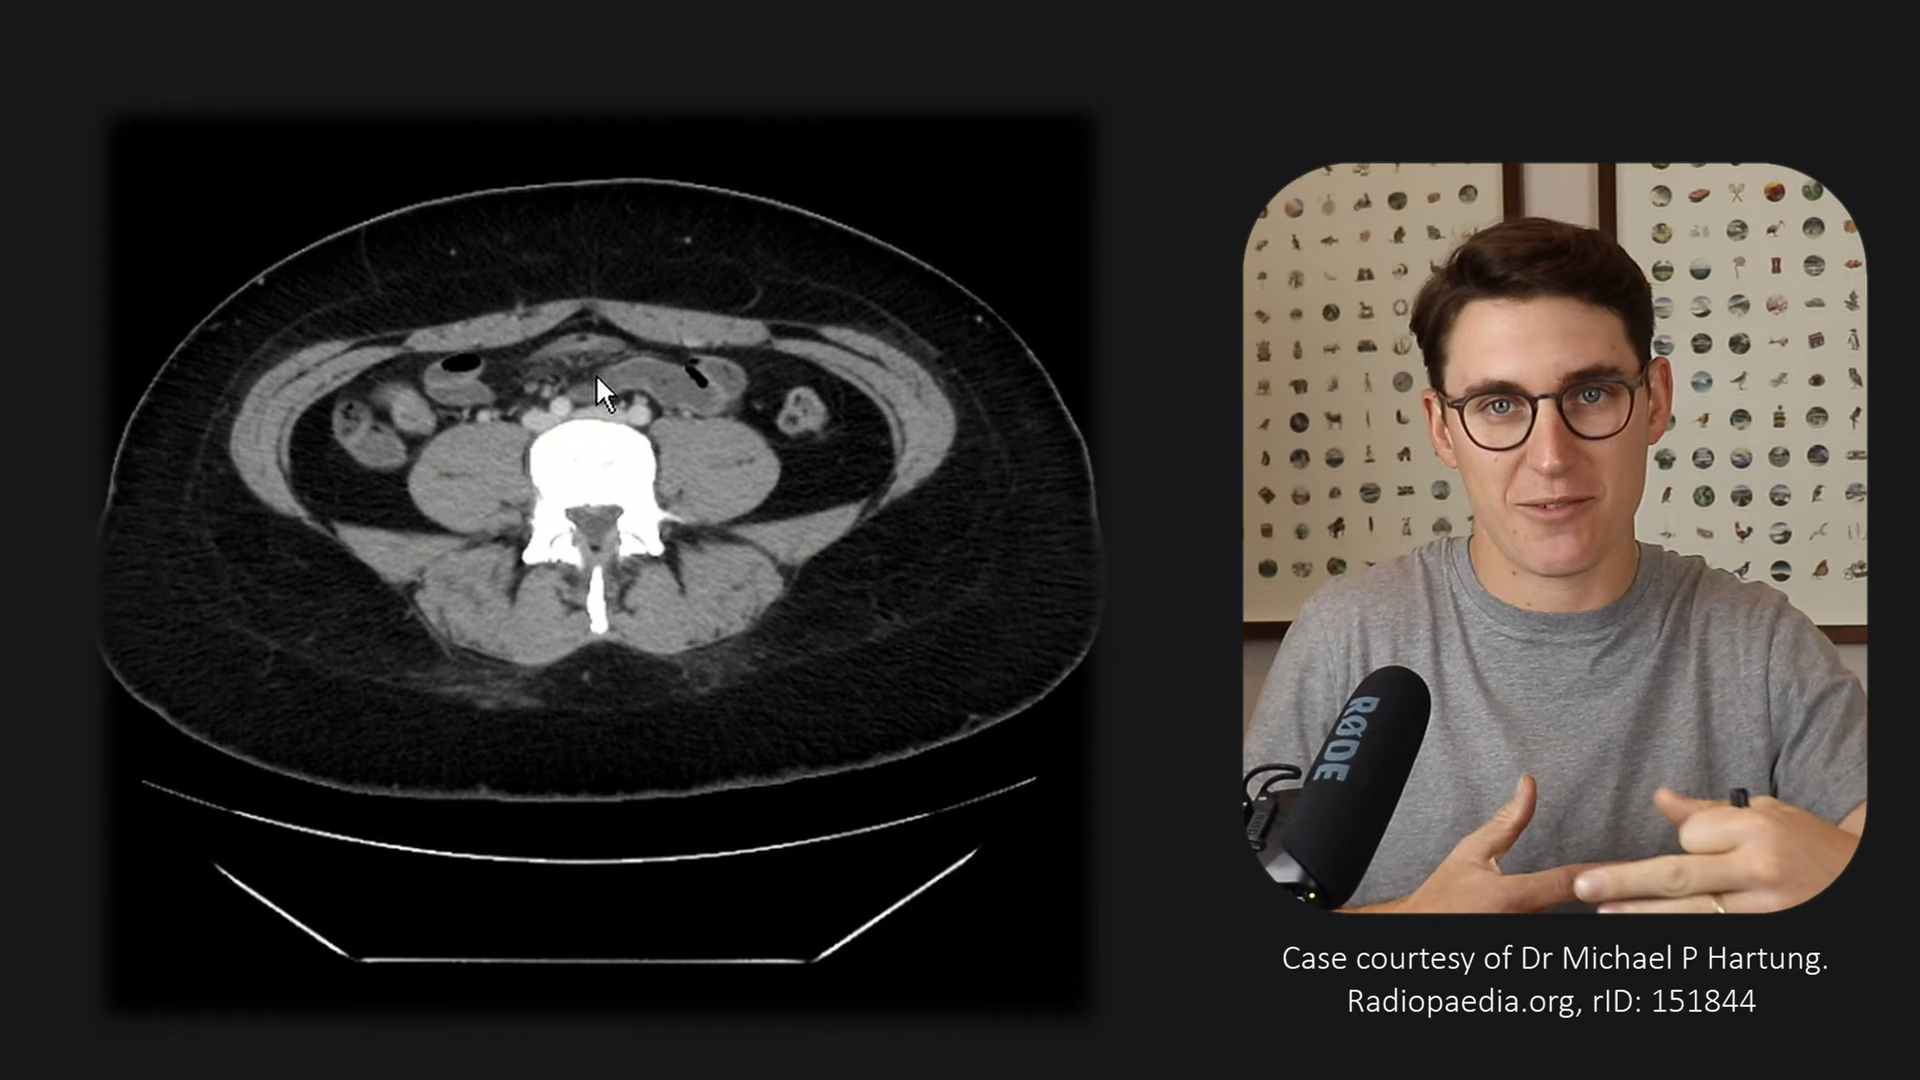 RØDE
Case courtesy of Dr Michael P Hartung.
Radiopaedia.org, rID: 151844